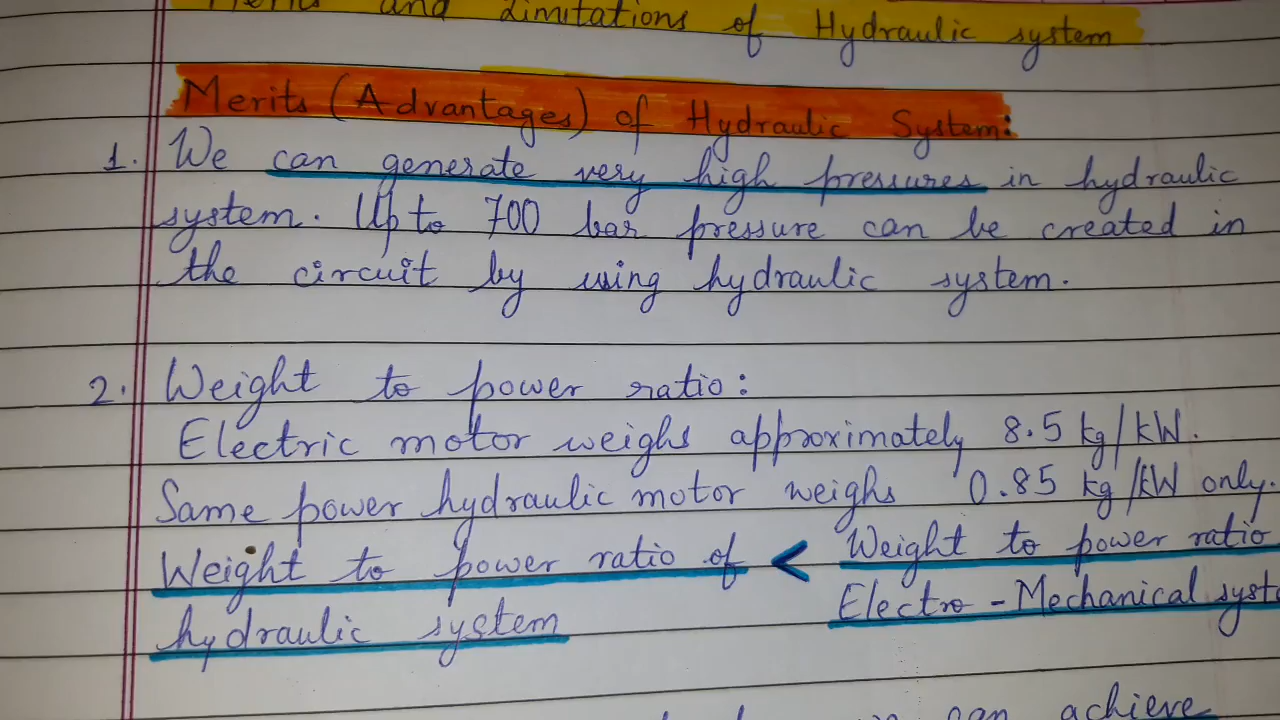 Merits and Limitations of Hydraulic system
Merits (Advantages) of Hydraulic System:
1. We can generate very high pressures in hydraulic
system. Up to 700 bar pressure can be created in
the circuit by using hydraulic system.
2. Weight to power ratio:
Electric motor weighs approximately 8.5 kg/kW.
Same power hydraulic motor weighs 0.85 kg/kW only.
Weight to power ratio of < Weight to power ratio
hydraulic system Electro-Mechanical syst
can achieve